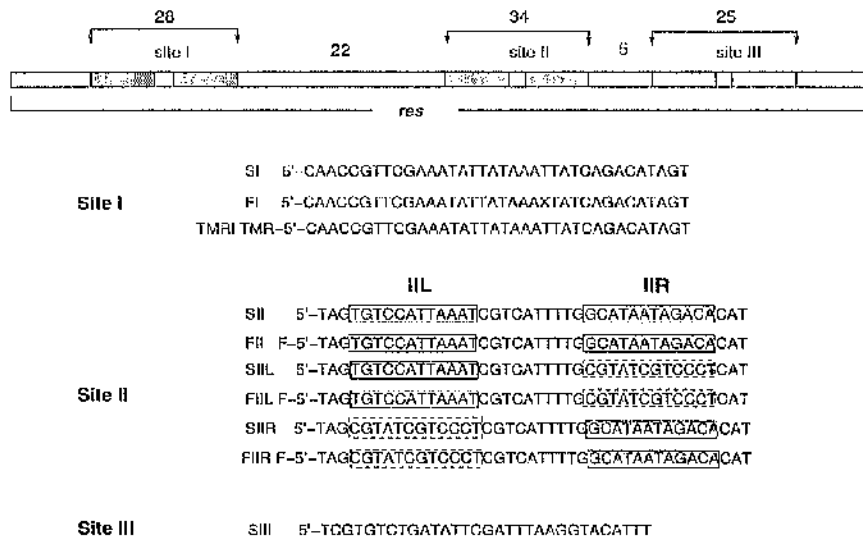 28 34 25
site I 22 site II 6 site III
res
SI 5'-CAACCGTTCGAAATATTATAAATTATCAGACATAGT
Site I FI 5'-CAACCGTTCGAAATATTATAAAXTATCAGACATAGT
TMRI TMR-5'-CAACCGTTCGAAATATTATAAATTATCAGACATAGT
IIL IIR
SII 5'-TAGTGTCCATTAAATCGTCATTTTGGCATAATAGACACAT
FII F-5'-TAGTGTCCATTAAATCGTCATTTTGGCATAATAGACACAT
SIIL 5'-TAGTGTCCATTAAATCGTCATTTTGCGTATCGTCCCTCAT
Site II FIIL F-5'-TAGTGTCCATTAAATCGTCATTTTGCGTATCGTCCCTCAT
SIIR 5'-TAGCGTATCGTCCCTCGTCATTTTGGCATAATAGACACAT
FIIR F-5'-TAGCGTATCGTCCCTCGTCATTTTGGCATAATAGACACAT
Site III SIII 5'-TCGTGTCTGATATTCGATTTAAGGTACATTT